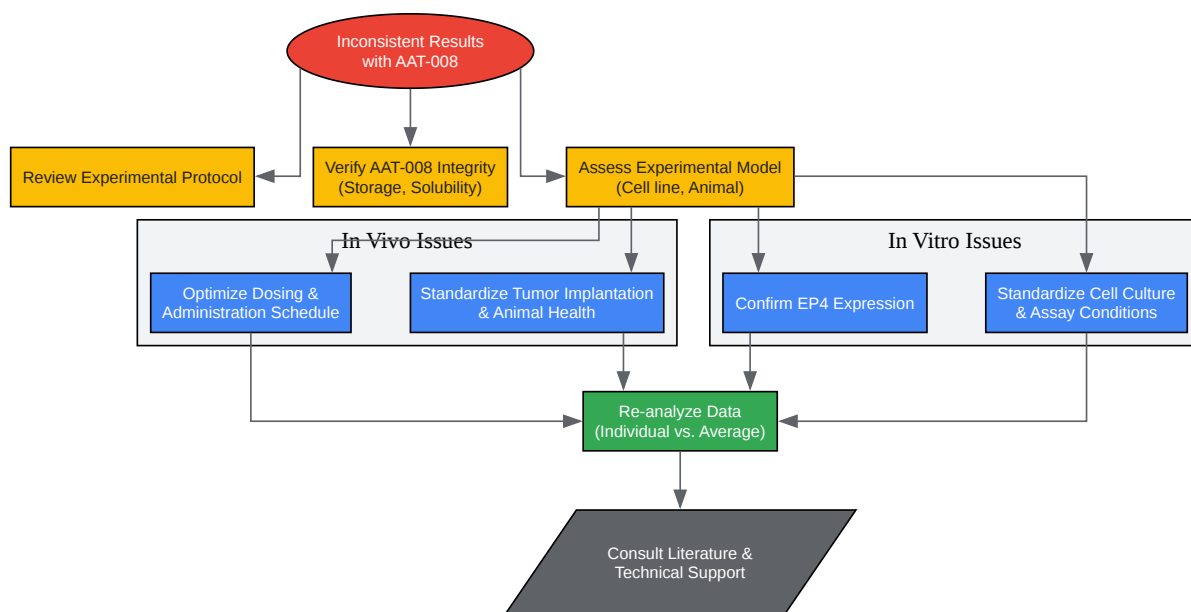 Inconsistent Results
with AAT-008
Review Experimental Protocol
Verify AAT-008 Integrity
(Storage, Solubility)
Assess Experimental Model
(Cell line, Animal)
In Vivo Issues
In Vitro Issues
Optimize Dosing &
Administration Schedule
Standardize Tumor Implantation
& Animal Health
Confirm EP4 Expression
Standardize Cell Culture
& Assay Conditions
Re-analyze Data
(Individual vs. Average)
Consult Literature &
Technical Support